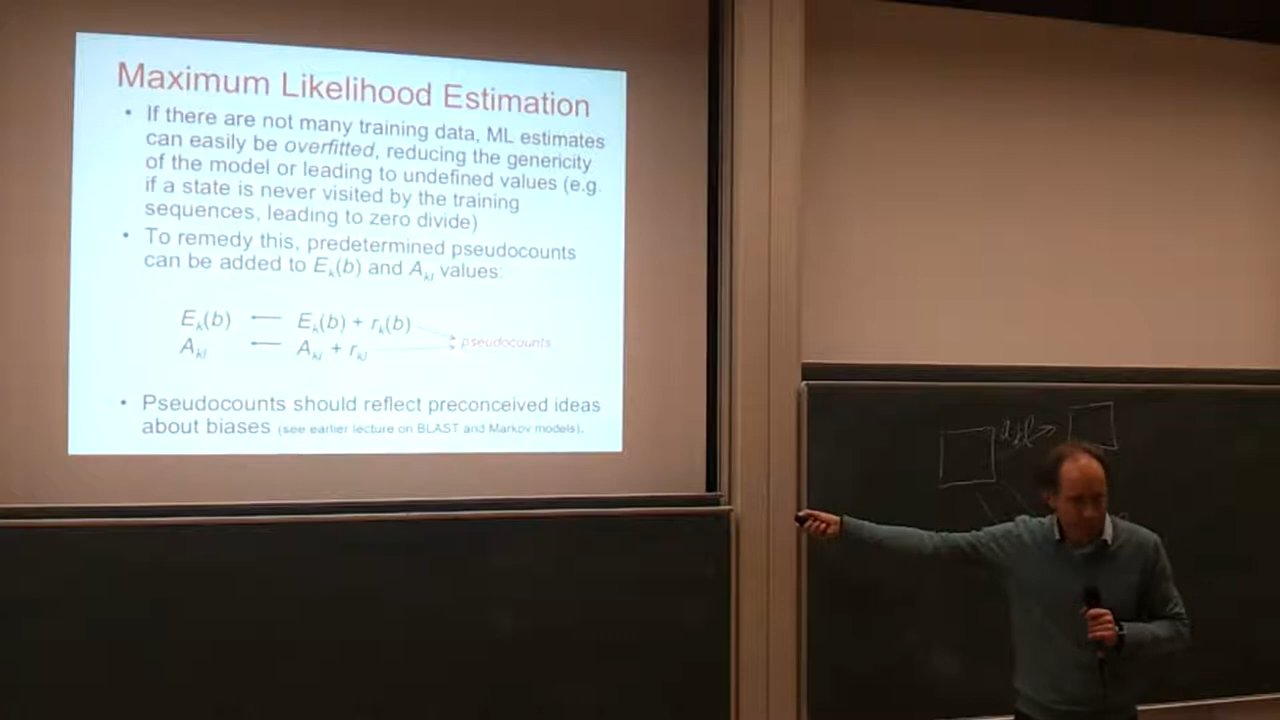 Maximum Likelihood Estimation
• If there are not many training data, ML estimates
can easily be overfitted, reducing the genericity
of the model or leading to undefined values (e.g.
if a state is never visited by the training
sequences, leading to zero divide)
• To remedy this, predetermined pseudocounts
can be added to Eₖ(b) and Aₖₗ values:
Eₖ(b) ← Eₖ(b) + rₖ(b)
Aₖₗ ← Aₖₗ + rₖₗ
pseudocounts
• Pseudocounts should reflect preconceived ideas
about biases (see earlier lecture on BLAST and Markov models).